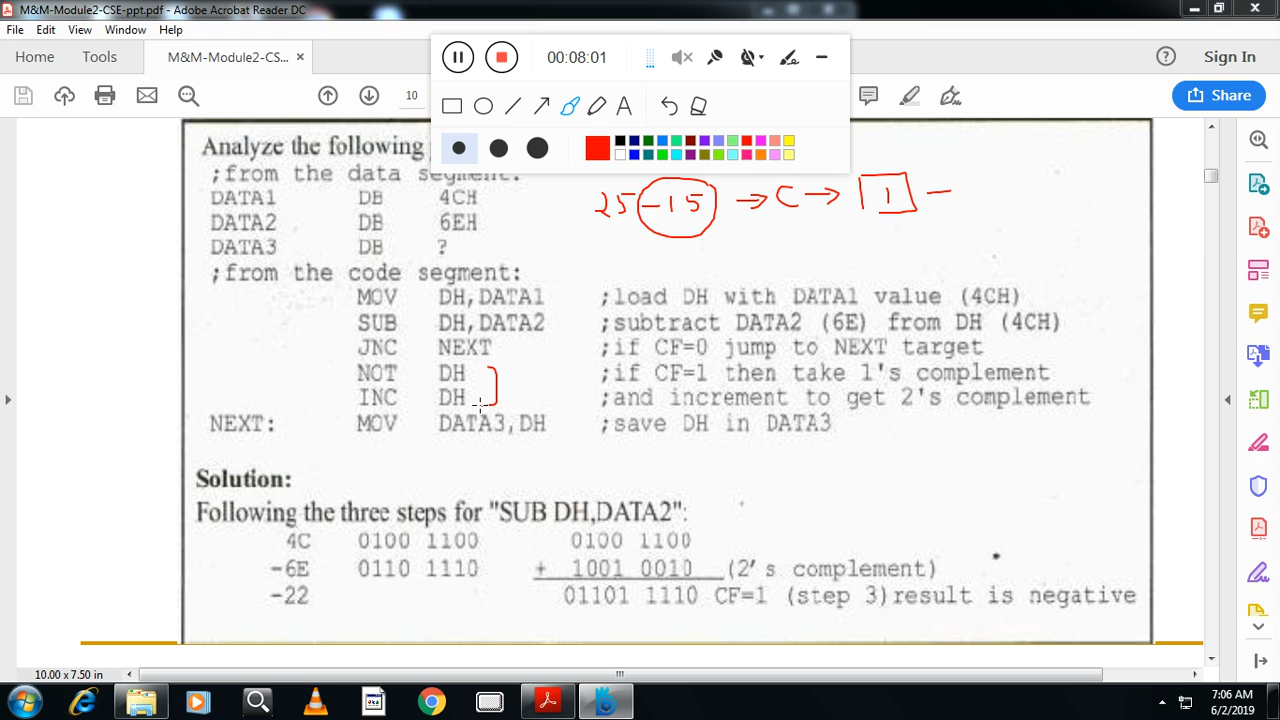 M&M-Module2-CSE-ppt.pdf - Adobe Acrobat Reader DC
File Edit View Window Help
Home Tools M&M-Module2-CS... × 00:08:01 Sign In
10 A Share
Analyze the following
;from the data segment:
25 -15 → C → 1 –
DATA1 DB 4CH
DATA2 DB 6EH
DATA3 DB ?
;from the code segment:
MOV DH,DATA1 ;load DH with DATA1 value (4CH)
SUB DH,DATA2 ;subtract DATA2 (6E) from DH (4CH)
JNC NEXT ;if CF=0 jump to NEXT target
NOT DH ;if CF=1 then take 1's complement
INC DH ;and increment to get 2's complement
NEXT: MOV DATA3,DH ;save DH in DATA3
Solution:
Following the three steps for "SUB DH,DATA2":
4C 0100 1100 0100 1100
-6E 0110 1110 + 1001 0010 (2's complement)
-22 01101 1110 CF=1 (step 3)result is negative
10.00 x 7.50 in
7:06 AM
6/2/2019